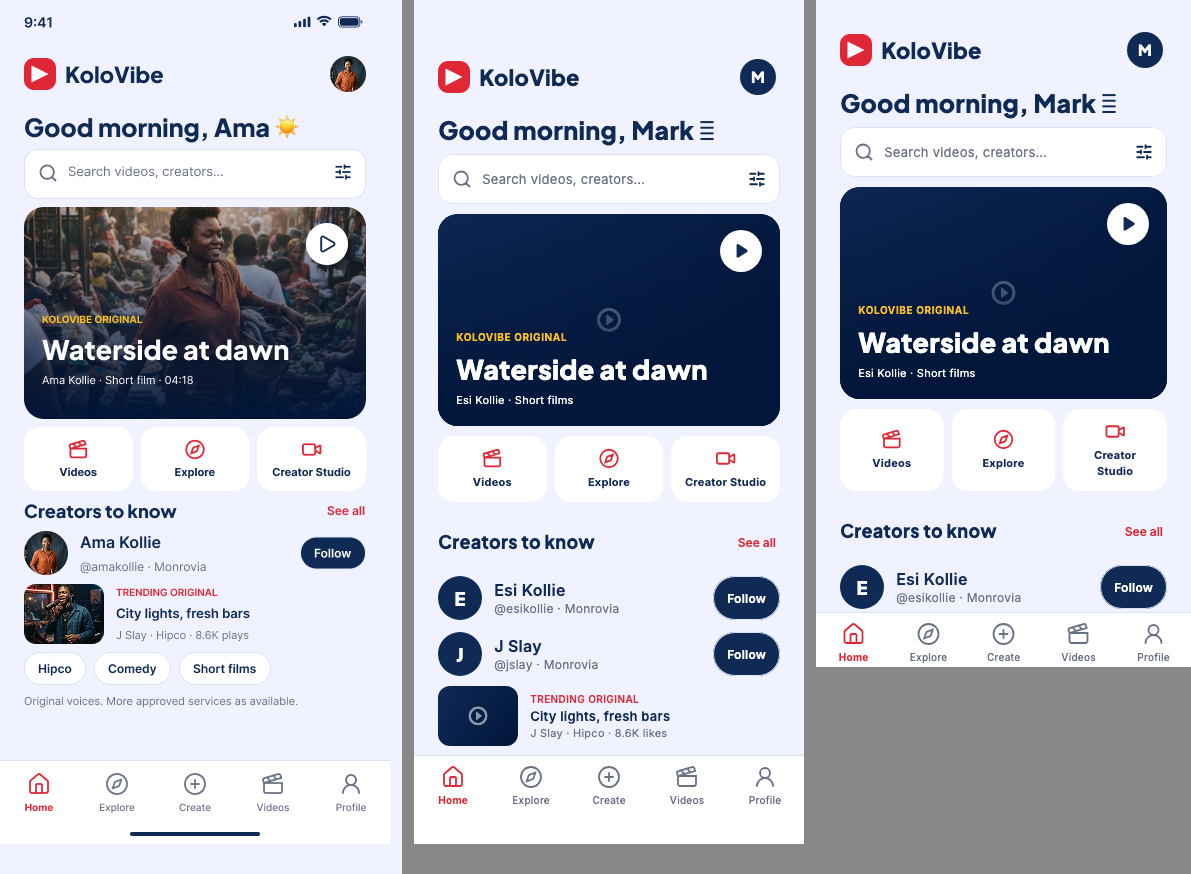 9:41
KoloVibe
Good morning, Ama ☀️
Search videos, creators...
KOLOVIBE ORIGINAL
Waterside at dawn
Ama Kollie · Short film · 04:18
Videos
Explore
Creator Studio
Creators to know
See all
Ama Kollie
@amakollie · Monrovia
Follow
TRENDING ORIGINAL
City lights, fresh bars
J Slay · Hipco · 8.6K plays
Hipco
Comedy
Short films
Original voices. More approved services as available.
Home
Explore
Create
Videos
Profile
KoloVibe
M
Good morning, Mark
Search videos, creators...
KOLOVIBE ORIGINAL
Waterside at dawn
Esi Kollie · Short films
Videos
Explore
Creator Studio
Creators to know
See all
E
Esi Kollie
@esikollie · Monrovia
Follow
J
J Slay
@jslay · Monrovia
Follow
TRENDING ORIGINAL
City lights, fresh bars
J Slay · Hipco · 8.6K likes
Home
Explore
Create
Videos
Profile
KoloVibe
M
Good morning, Mark
Search videos, creators...
KOLOVIBE ORIGINAL
Waterside at dawn
Esi Kollie · Short films
Videos
Explore
Creator
Studio
Creators to know
See all
E
Esi Kollie
@esikollie · Monrovia
Follow
Home
Explore
Create
Videos
Profile